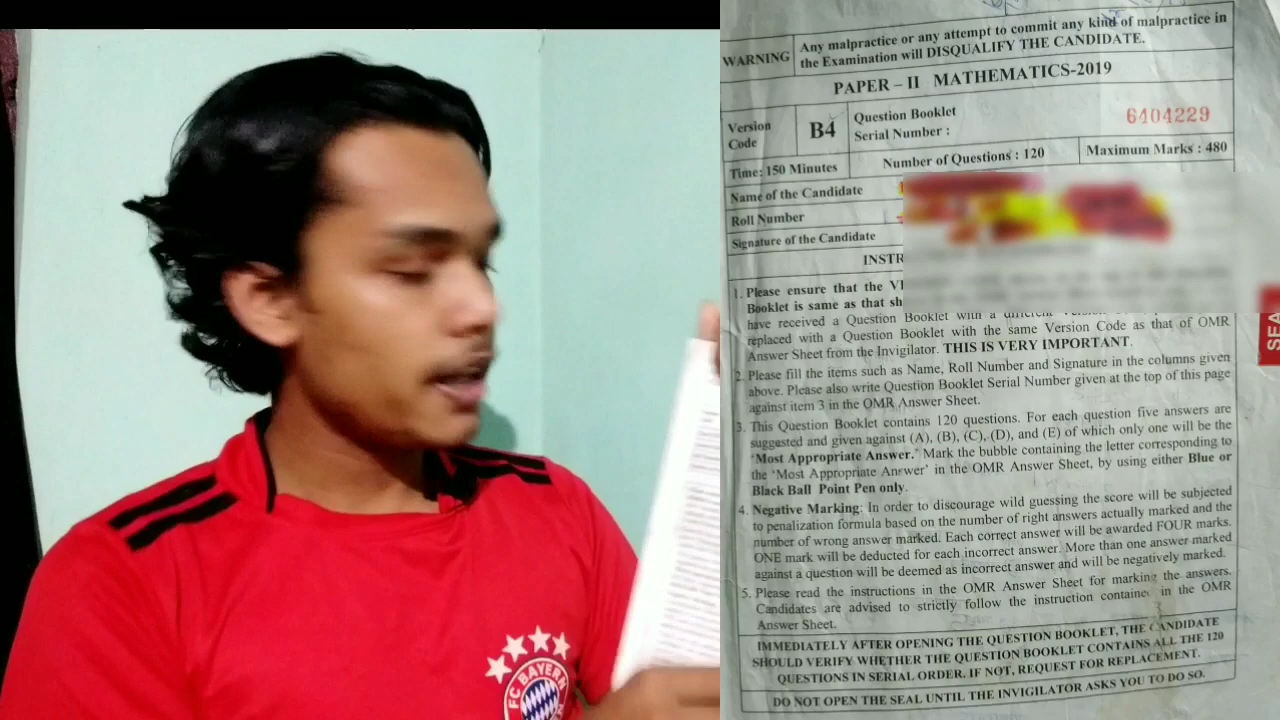 WARNING
Any malpractice or any attempt to commit any kind of malpractice in
the Examination will DISQUALIFY THE CANDIDATE.
PAPER – II MATHEMATICS-2019
Version
Code
B4
Question Booklet
Serial Number :
6404229
Time: 150 Minutes
Number of Questions : 120
Maximum Marks : 480
Name of the Candidate
Roll Number
Signature of the Candidate
INSTR
1. Please ensure that the
Booklet is same as that sh
have received a Question Booklet with a different
replaced with a Question Booklet with the same Version Code as that of OMR
Answer Sheet from the Invigilator. THIS IS VERY IMPORTANT.
2. Please fill the items such as Name, Roll Number and Signature in the columns given
above. Please also write Question Booklet Serial Number given at the top of this page
against item 3 in the OMR Answer Sheet.
3. This Question Booklet contains 120 questions. For each question five answers are
suggested and given against (A), (B), (C), (D), and (E) of which only one will be the
‘Most Appropriate Answer.’ Mark the bubble containing the letter corresponding to
the ‘Most Appropriate Answer’ in the OMR Answer Sheet, by using either Blue or
Black Ball Point Pen only.
4. Negative Marking: In order to discourage wild guessing the score will be subjected
to penalization formula based on the number of right answers actually marked and the
number of wrong answer marked. Each correct answer will be awarded FOUR marks.
ONE mark will be deducted for each incorrect answer. More than one answer marked
against a question will be deemed as incorrect answer and will be negatively marked.
5. Please read the instructions in the OMR Answer Sheet for marking the answers.
Candidates are advised to strictly follow the instruction contained in the OMR
Answer Sheet.
IMMEDIATELY AFTER OPENING THE QUESTION BOOKLET, THE CANDIDATE
SHOULD VERIFY WHETHER THE QUESTION BOOKLET CONTAINS ALL THE 120
QUESTIONS IN SERIAL ORDER. IF NOT, REQUEST FOR REPLACEMENT.
DO NOT OPEN THE SEAL UNTIL THE INVIGILATOR ASKS YOU TO DO SO.
SEA
FC BAYERN